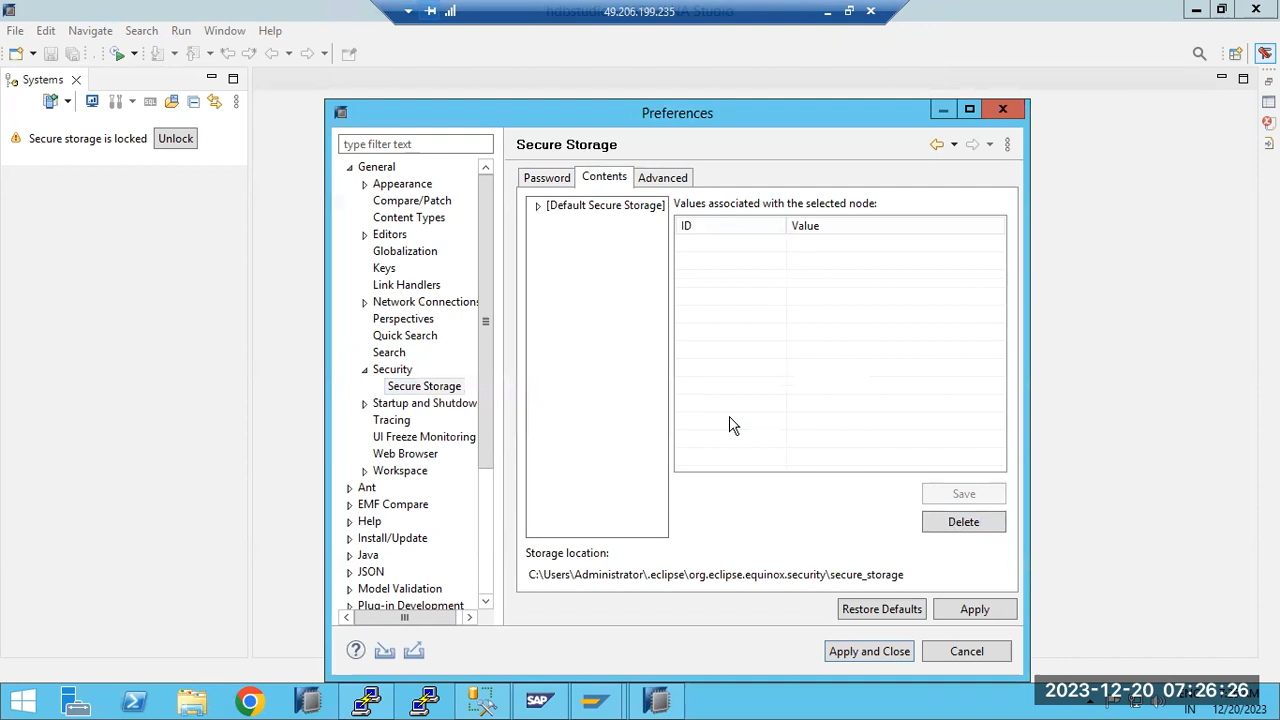 49.206.199.235
File Edit Navigate Search Run Window Help
Systems
Secure storage is locked Unlock
Preferences
type filter text
General
Appearance
Compare/Patch
Content Types
Editors
Globalization
Keys
Link Handlers
Network Connections
Perspectives
Quick Search
Search
Security
Secure Storage
Startup and Shutdow
Tracing
UI Freeze Monitoring
Web Browser
Workspace
Ant
EMF Compare
Help
Install/Update
Java
JSON
Model Validation
Plug-in Development
Secure Storage
Password Contents Advanced
[Default Secure Storage]
Values associated with the selected node:
ID Value
Save
Delete
Storage location:
C:\Users\Administrator\.eclipse\org.eclipse.equinox.security\secure_storage
Restore Defaults Apply
Apply and Close Cancel
SAP
2023-12-20 07:26:26
IN 12/20/2023